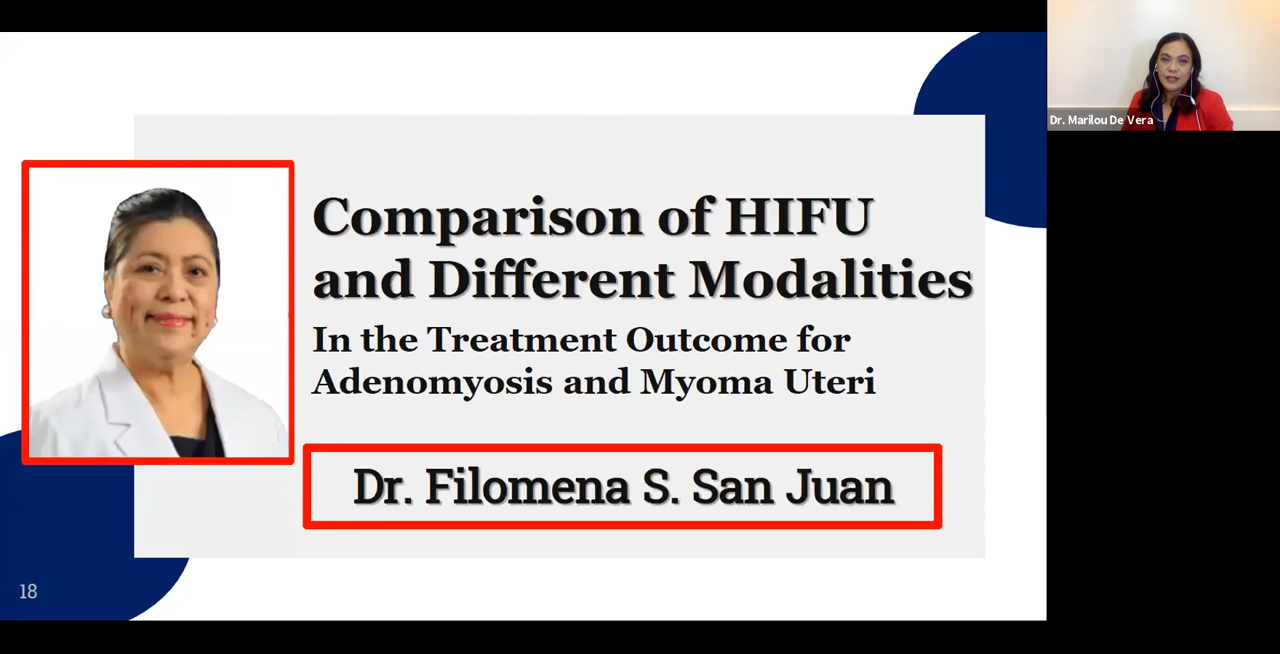 Dr. Marilou De Vera
Comparison of HIFU
and Different Modalities
In the Treatment Outcome for
Adenomyosis and Myoma Uteri
Dr. Filomena S. San Juan
18